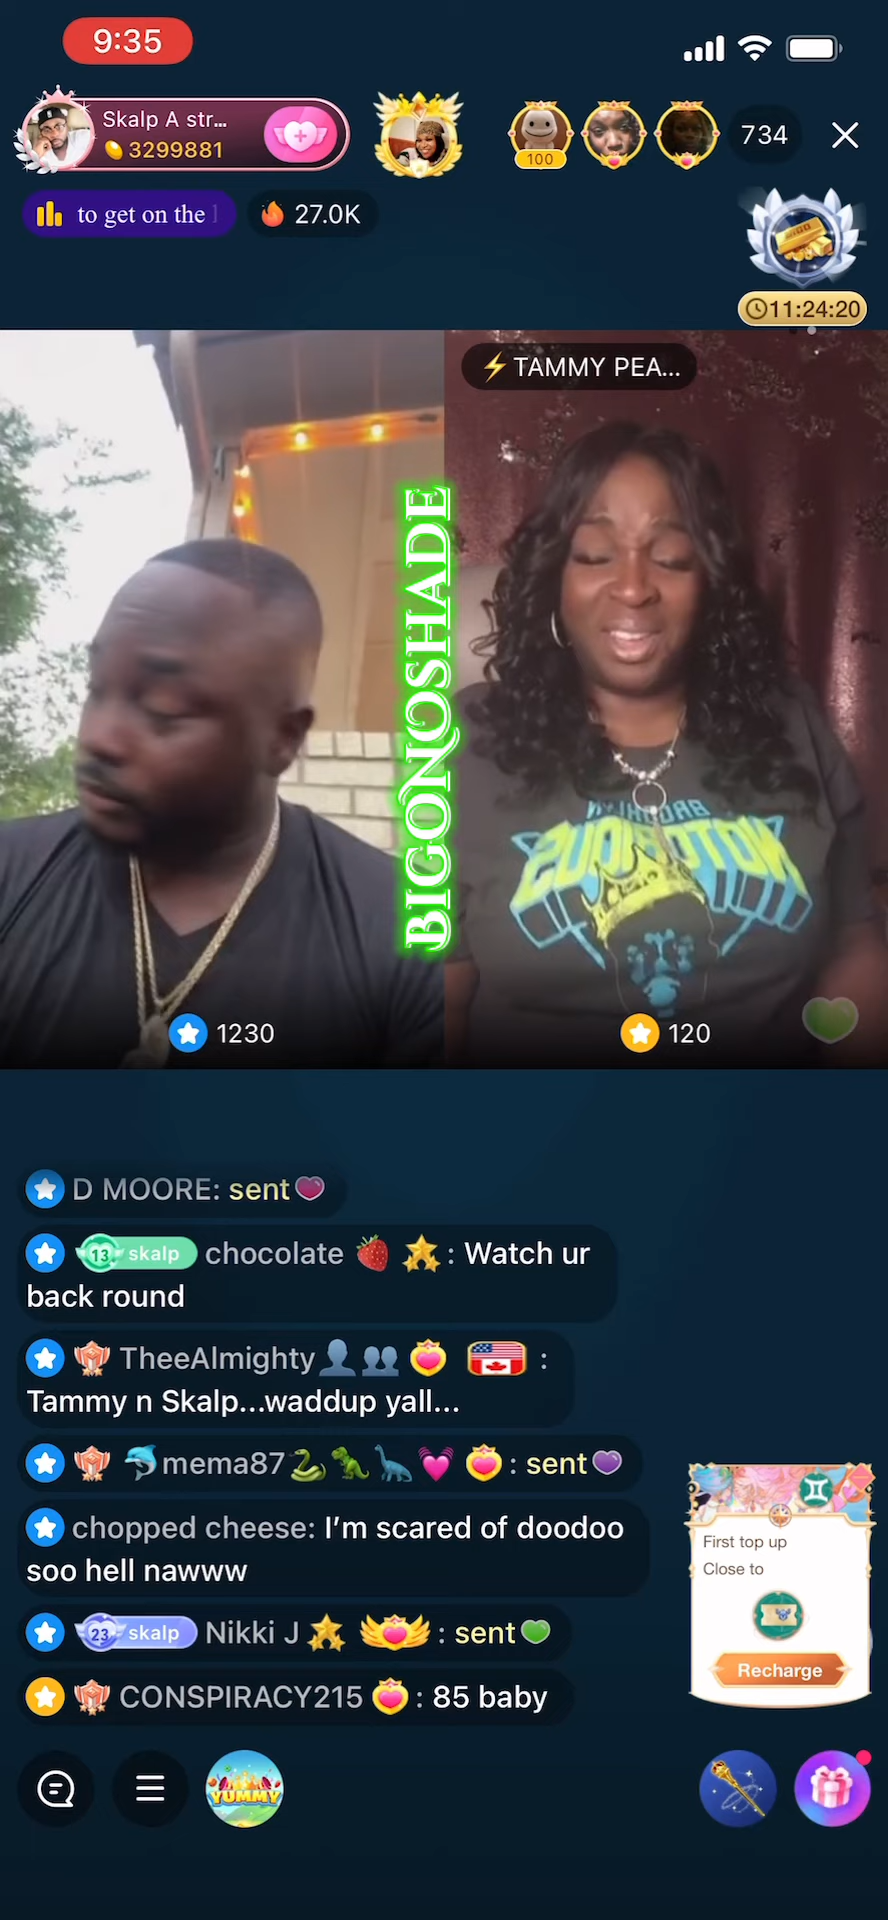 9:35
Skalp A str...
3299881
100
734
to get on the
27.0K
11:24:20
TAMMY PEA...
BIGONOSHADE
BROOKLYN
NOTORIOUS
1230
120
D MOORE: sent
13 skalp chocolate : Watch ur
back round
TheeAlmighty :
Tammy n Skalp...waddup yall...
mema87 : sent
chopped cheese: I'm scared of doodoo
soo hell nawww
23 skalp Nikki J : sent
CONSPIRACY215 : 85 baby
First top up
Close to
Recharge
YUMMY